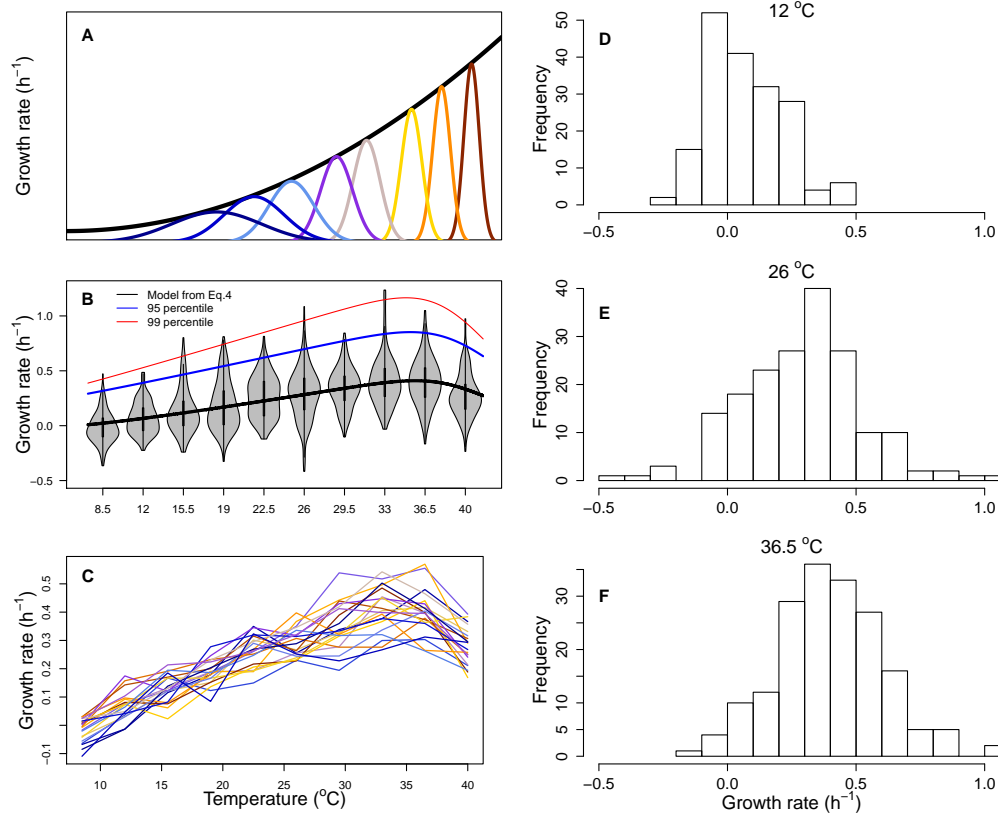 A
Growth rate (h⁻¹)
B
Model from Eq.4
95 percentile
99 percentile
Growth rate (h⁻¹)
1.0
0.5
0.0
−0.5
8.5 12 15.5 19 22.5 26 29.5 33 36.5 40
C
Growth rate (h⁻¹)
0.5
0.4
0.3
0.2
0.1
−0.1
10 15 20 25 30 35 40
Temperature (°C)
12 °C
D
Frequency
50
40
30
20
10
0
−0.5 0.0 0.5 1.0
26 °C
E
Frequency
40
30
20
10
0
−0.5 0.0 0.5 1.0
36.5 °C
F
Frequency
30
20
10
5
0
−0.5 0.0 0.5 1.0
Growth rate (h⁻¹)